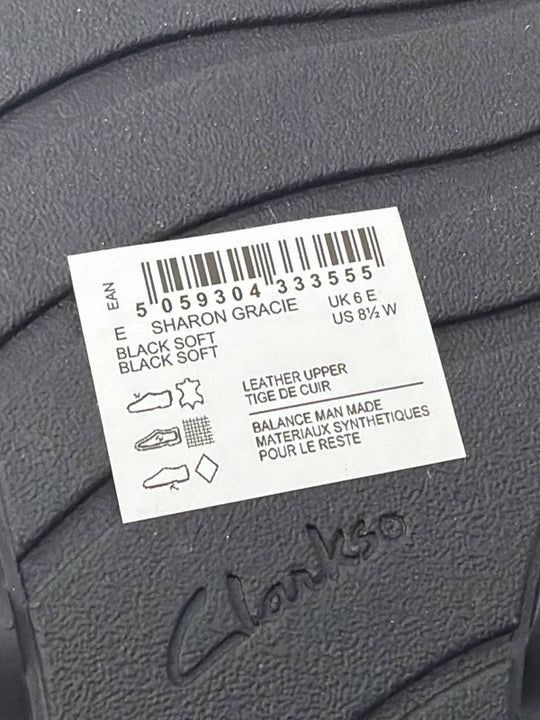 EAN
5 059304 333555
E SHARON GRACIE UK 6 E
BLACK SOFT US 8½ W
BLACK SOFT
LEATHER UPPER
TIGE DE CUIR
BALANCE MAN MADE
MATERIAUX SYNTHETIQUES
POUR LE RESTE
Clarks